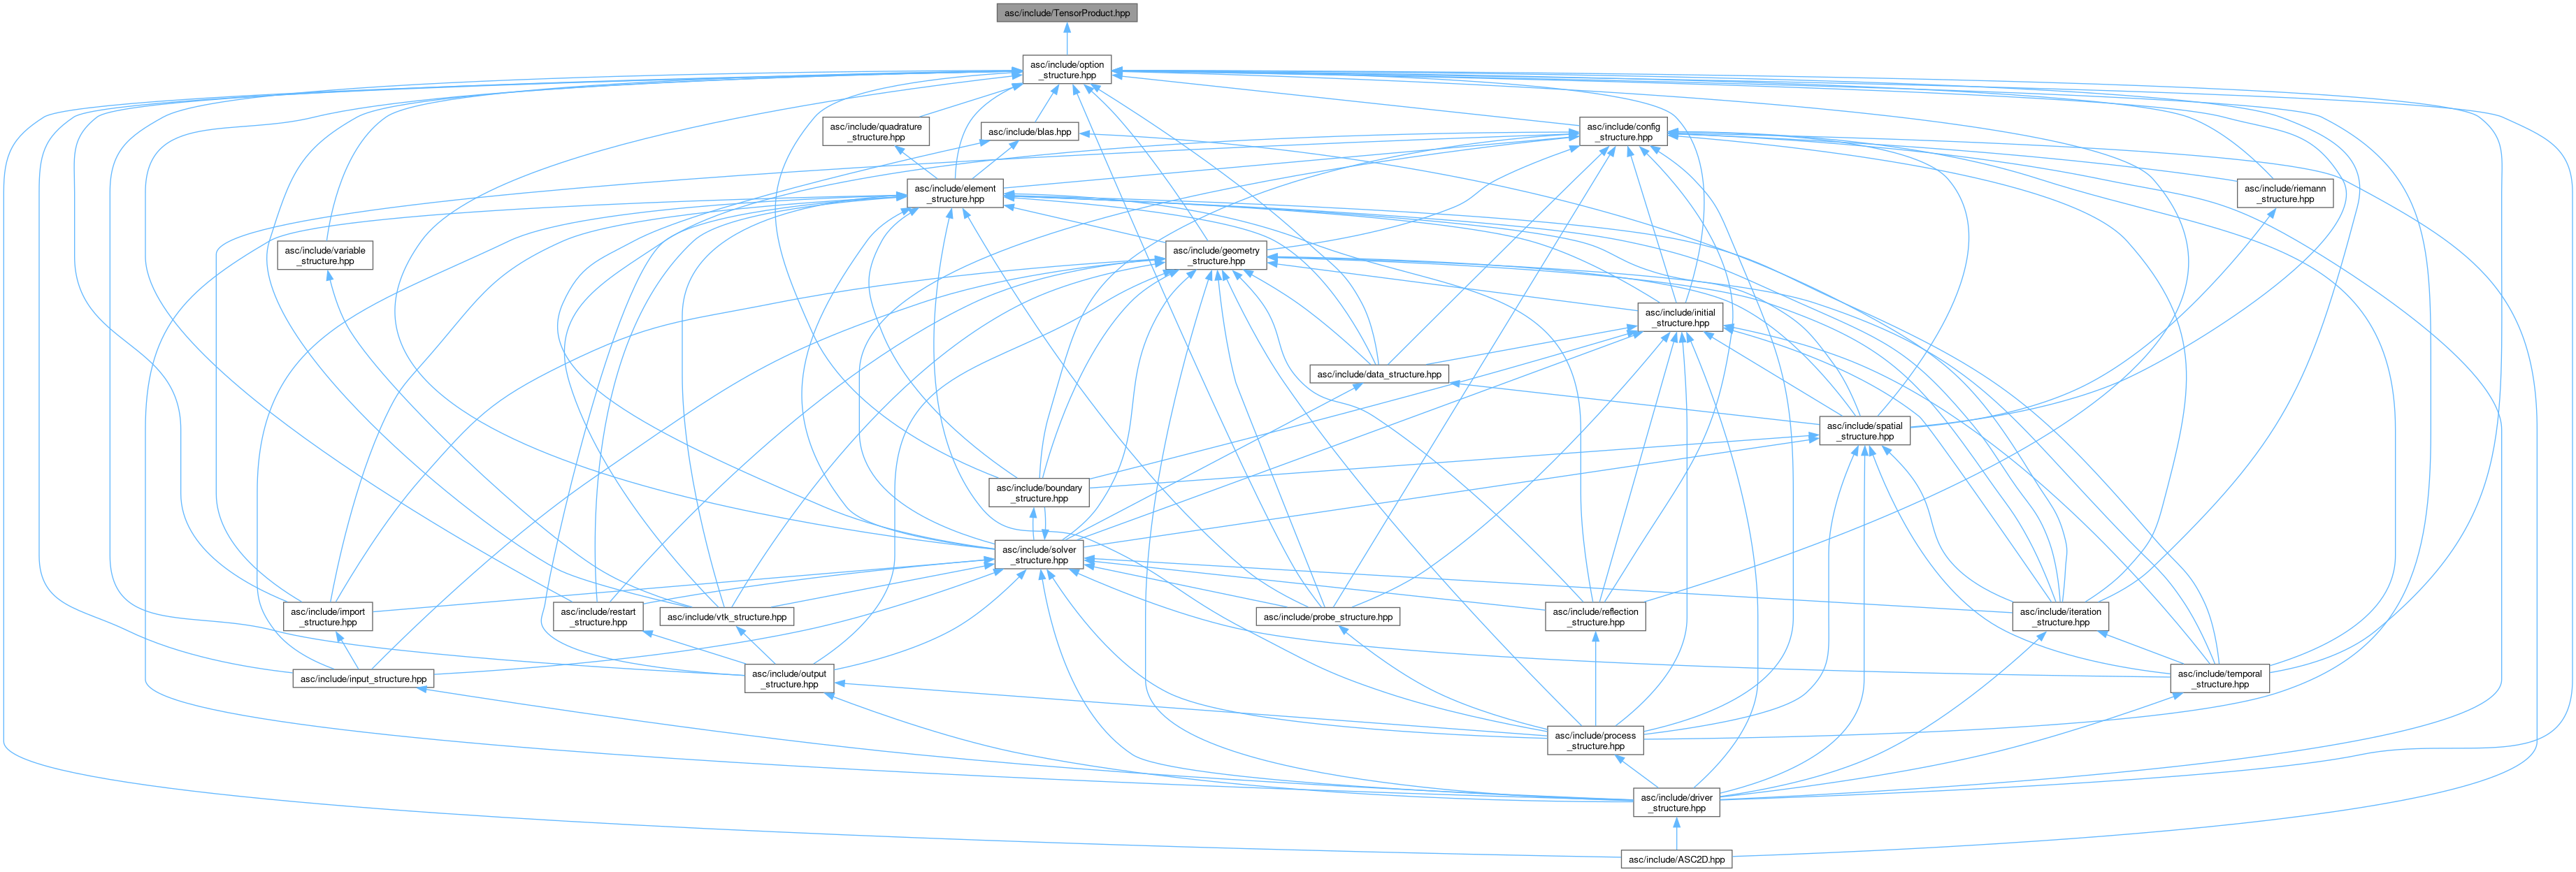 asc/include/TensorProduct.hpp
asc/include/option
_structure.hpp
asc/include/quadrature
_structure.hpp
asc/include/blas.hpp
asc/include/config
_structure.hpp
asc/include/element
_structure.hpp
asc/include/riemann
_structure.hpp
asc/include/variable
_structure.hpp
asc/include/geometry
_structure.hpp
asc/include/initial
_structure.hpp
asc/include/data_structure.hpp
asc/include/spatial
_structure.hpp
asc/include/boundary
_structure.hpp
asc/include/solver
_structure.hpp
asc/include/import
_structure.hpp
asc/include/restart
_structure.hpp
asc/include/vtk_structure.hpp
asc/include/probe_structure.hpp
asc/include/reflection
_structure.hpp
asc/include/iteration
_structure.hpp
asc/include/input_structure.hpp
asc/include/output
_structure.hpp
asc/include/temporal
_structure.hpp
asc/include/process
_structure.hpp
asc/include/driver
_structure.hpp
asc/include/ASC2D.hpp